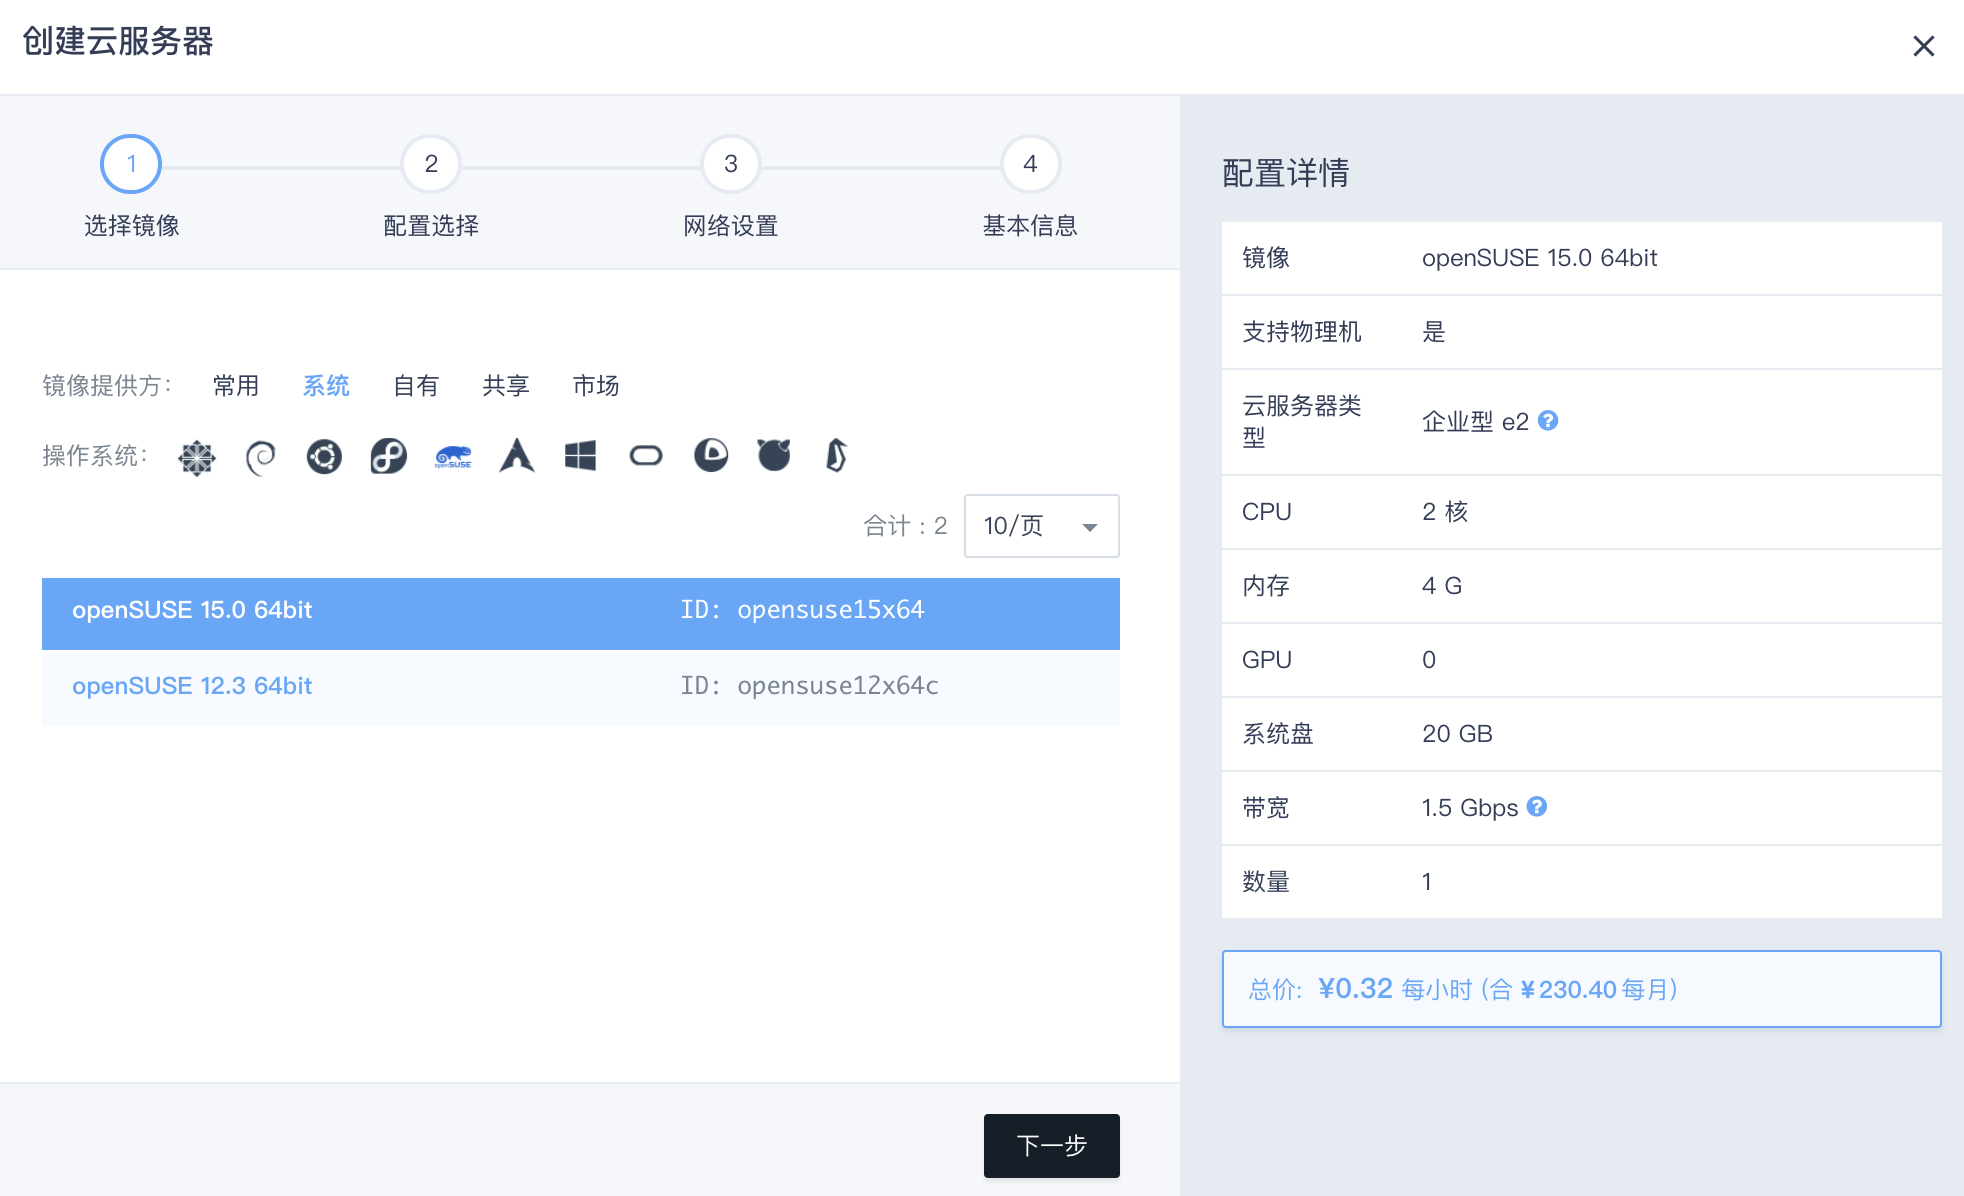 创建云服务器
1
2
3
4
选择镜像
配置选择
网络设置
基本信息
镜像提供方：
常用
系统
自有
共享
市场
操作系统：
openSUSE
合计：2
10/页
openSUSE 15.0 64bit
ID: opensuse15x64
openSUSE 12.3 64bit
ID: opensuse12x64c
下一步
配置详情
镜像
openSUSE 15.0 64bit
支持物理机
是
云服务器类
型
企业型 e2
CPU
2 核
内存
4 G
GPU
0
系统盘
20 GB
带宽
1.5 Gbps
数量
1
总价: ¥0.32 每小时 (合 ¥230.40 每月)